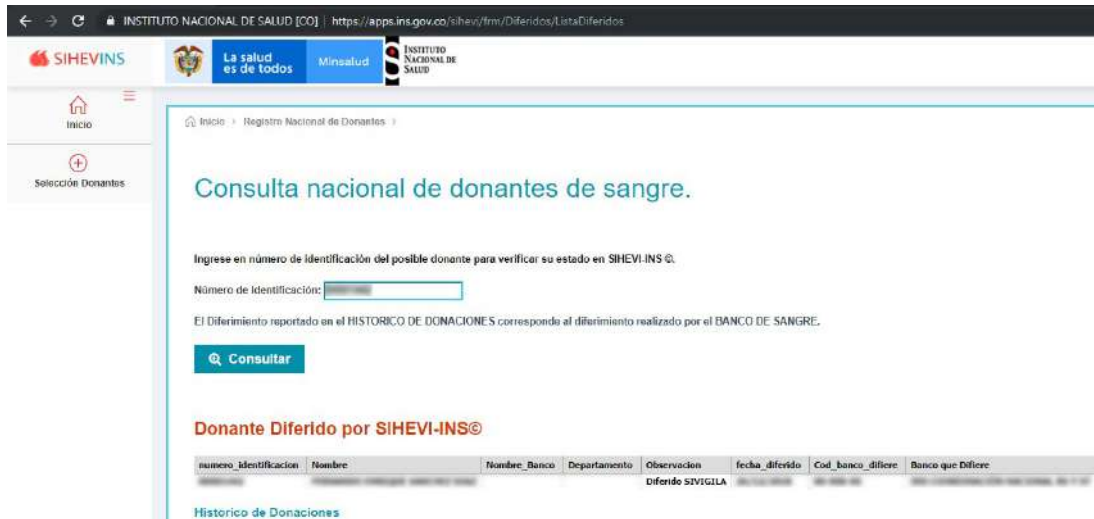 INSTITUTO NACIONAL DE SALUD [CO] | https://apps.ins.gov.co/sihevi/frm/Diferidos/ListaDiferidos
SIHEVINS
La salud
es de todos
Minsalud
INSTITUTO
NACIONAL DE
SALUD
Inicio
Selección Donantes
Inicio > Registro Nacional de Donantes >
Consulta nacional de donantes de sangre.
Ingrese en número de identificación del posible donante para verificar su estado en SIHEVI-INS ©.
Número de Identificación:
El Diferimiento reportado en el HISTORICO DE DONACIONES corresponde al diferimiento realizado por el BANCO DE SANGRE.
Consultar
Donante Diferido por SIHEVI-INS©
numero_identificacion Nombre Nombre_Banco Departamento Observacion fecha_diferido Cod_banco_difiere Banco que Difiere
Diferido SIVIGILA
Historico de Donaciones